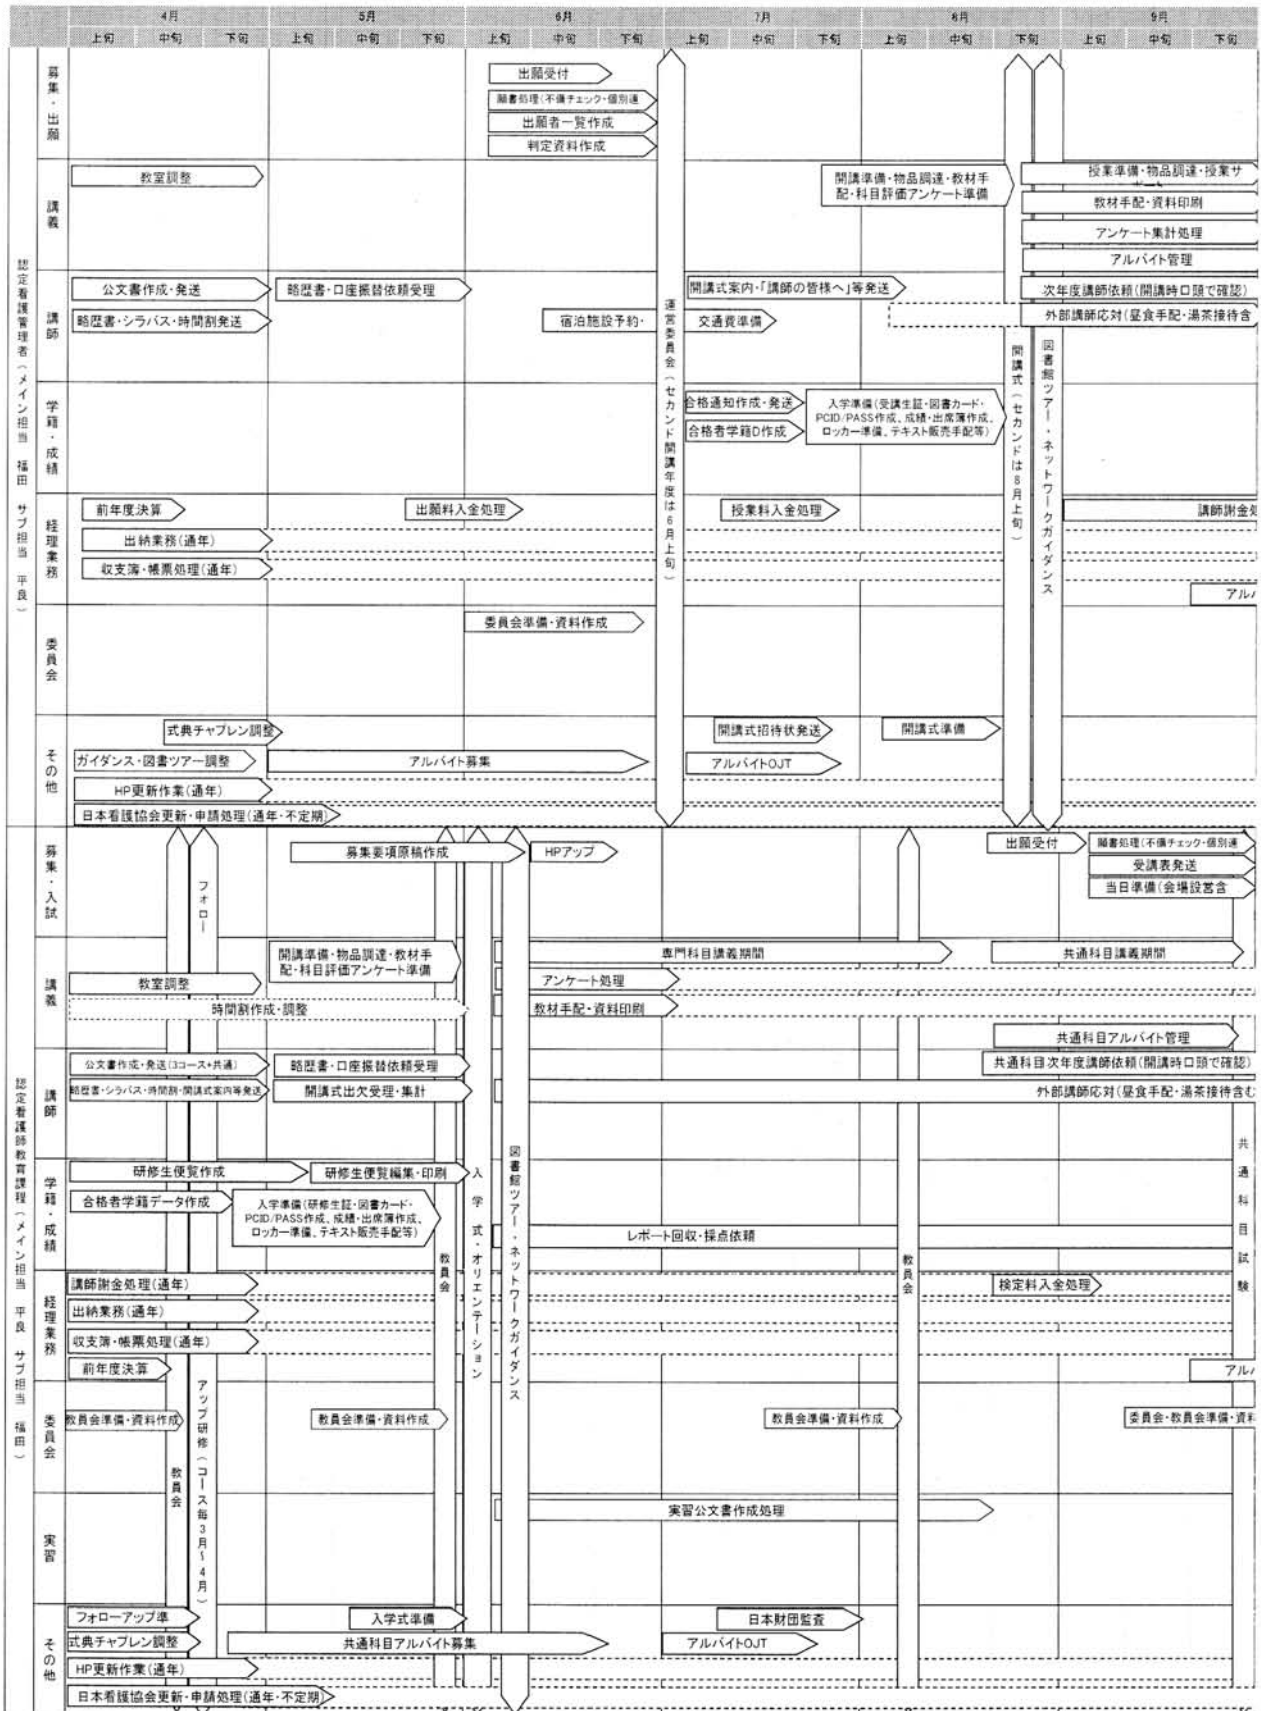 4月 5月 6月 7月 8月 9月
上旬 中旬 下旬 上旬 中旬 下旬 上旬 中旬 下旬 上旬 中旬 下旬 上旬 中旬 下旬 上旬 中旬 下旬
認定看護管理者(メイン担当 福田 サブ担当 平良)
募集・出願
出願受付
願書処理(不備チェック・個別連
出願者一覧作成
判定資料作成
講義
教室調整
開講準備・物品調達・教材手
配・科目評価アンケート準備
授業準備・物品調達・授業サ
教材手配・資料印刷
アンケート集計処理
アルバイト管理
講師
公文書作成・発送
略歴書・口座振替依頼受理
開講式案内・「講師の皆様へ」等発送
次年度講師依頼(開講時口頭で確認)
略歴書・シラバス・時間割発送
宿泊施設予約・
交通費準備
外部講師応対(昼食手配・湯茶接待含
運営委員会(セカンド開講年度は6月上旬)
開講式(セカンドは8月上旬)
図書館ツアー・ネットワークガイダンス
学籍・成績
合格通知作成・発送
合格者学籍D作成
入学準備(受講生証・図書カード・
PCID/PASS作成、成績・出席簿作成、
ロッカー準備、テキスト販売手配等)
経理業務
前年度決算
出願料入金処理
授業料入金処理
講師謝金処
出納業務(通年)
収支簿・帳票処理(通年)
アルバ
委員会
委員会準備・資料作成
その他
式典チャプレン調整
開講式招待状発送
開講式準備
ガイダンス・図書ツアー調整
アルバイト募集
アルバイトOJT
HP更新作業(通年)
日本看護協会更新・申請処理(通年・不定期)
認定看護師教育課程(メイン担当 平良 サブ担当 福田)
募集・入試
募集要項原稿作成
HPアップ
出願受付
願書処理(不備チェック・個別連
受講表発送
当日準備(会場設営含
フォロー
アップ研修(コース毎3月~4月)
講義
開講準備・物品調達・教材手
配・科目評価アンケート準備
専門科目講義期間
共通科目講義期間
教室調整
アンケート処理
時間割作成・調整
教材手配・資料印刷
共通科目アルバイト管理
講師
公文書作成・発送(3コース+共通)
略歴書・口座振替依頼受理
共通科目次年度講師依頼(開講時口頭で確認)
略歴書・シラバス・時間割・開講式案内等発送
開講式出欠受理・集計
外部講師応対(昼食手配・湯茶接待含む
学籍・成績
研修生便覧作成
研修生便覧編集・印刷
合格者学籍データ作成
入学準備(研修生証・図書カード・
PCID/PASS作成、成績・出席簿作成、
ロッカー準備、テキスト販売手配等)
レポート回収・採点依頼
教員会
入学式・オリエンテーション
図書館ツアー・ネットワークガイダンス
教員会
共通科目試験
経理業務
講師謝金処理(通年)
検定料入金処理
出納業務(通年)
収支簿・帳票処理(通年)
前年度決算
アルバ
委員会
教員会準備・資料作成
教員会準備・資料作成
教員会準備・資料作成
委員会・教員会準備・資料
教員会
実習
実習公文書作成処理
その他
フォローアップ準
入学式準備
日本財団監査
式典チャプレン調整
共通科目アルバイト募集
アルバイトOJT
HP更新作業(通年)
日本看護協会更新・申請処理(通年・不定期)